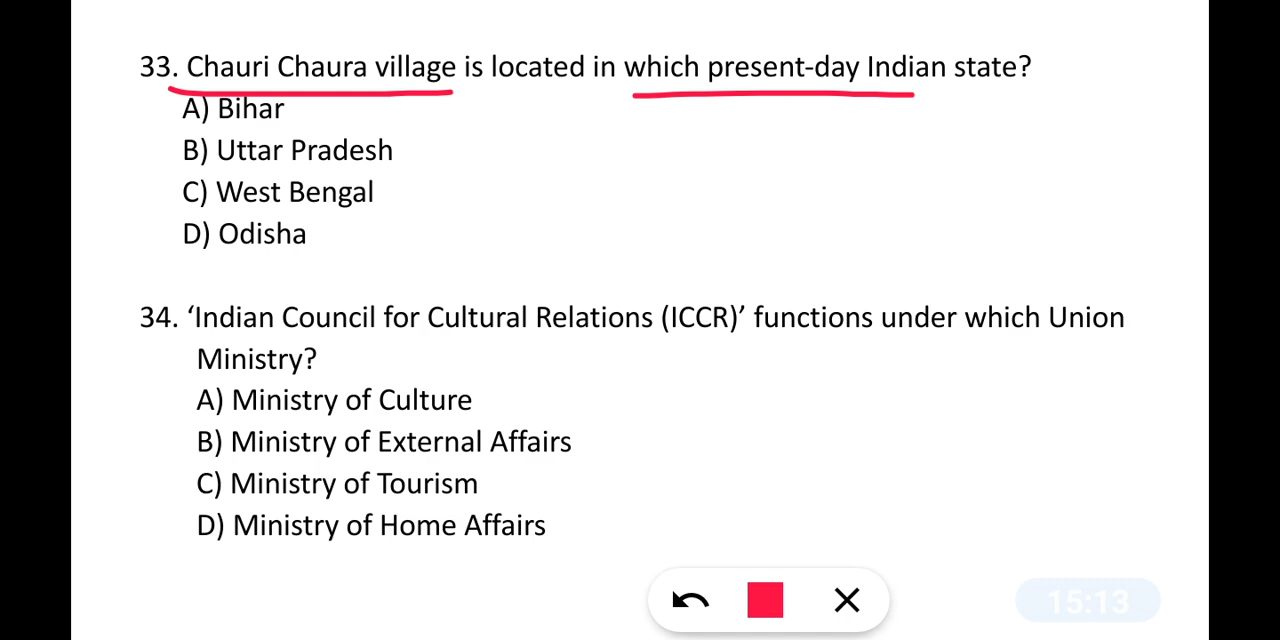 33. Chauri Chaura village is located in which present-day Indian state?
A) Bihar
B) Uttar Pradesh
C) West Bengal
D) Odisha
34. ‘Indian Council for Cultural Relations (ICCR)’ functions under which Union
Ministry?
A) Ministry of Culture
B) Ministry of External Affairs
C) Ministry of Tourism
D) Ministry of Home Affairs
15:13